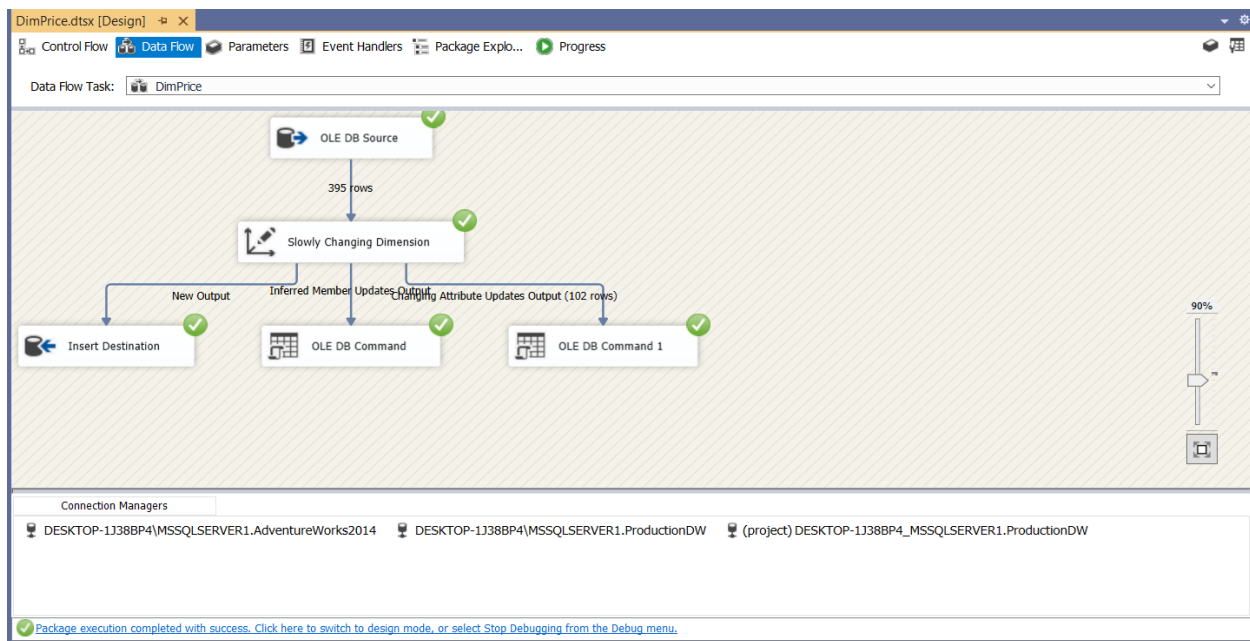 DimPrice.dtsx [Design]
Control Flow Data Flow Parameters Event Handlers Package Explo... Progress
Data Flow Task: DimPrice
OLE DB Source
395 rows
Slowly Changing Dimension
New Output
Inferred Member Updates Output
Changing Attribute Updates Output (102 rows)
90%
Insert Destination
OLE DB Command
OLE DB Command 1
Connection Managers
DESKTOP-1J38BP4\MSSQLSERVER1.AdventureWorks2014 DESKTOP-1J38BP4\MSSQLSERVER1.ProductionDW (project) DESKTOP-1J38BP4_MSSQLSERVER1.ProductionDW
Package execution completed with success. Click here to switch to design mode, or select Stop Debugging from the Debug menu.